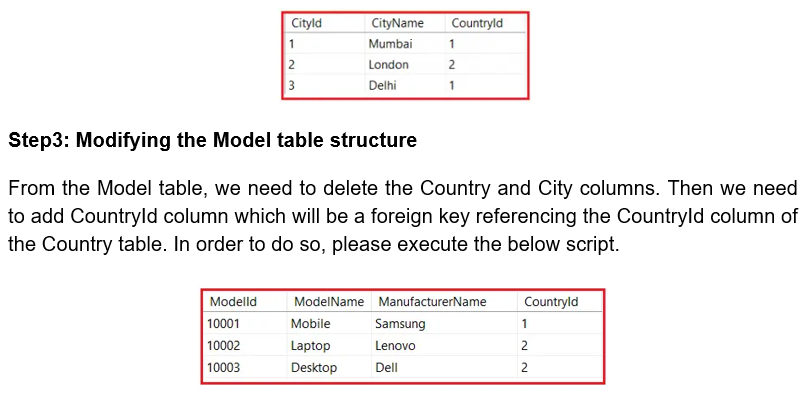 CityId CityName CountryId
1 Mumbai 1
2 London 2
3 Delhi 1
Step3: Modifying the Model table structure
From the Model table, we need to delete the Country and City columns. Then we need
to add CountryId column which will be a foreign key referencing the CountryId column of
the Country table. In order to do so, please execute the below script.
ModelId ModelName ManufacturerName CountryId
10001 Mobile Samsung 1
10002 Laptop Lenovo 2
10003 Desktop Dell 2